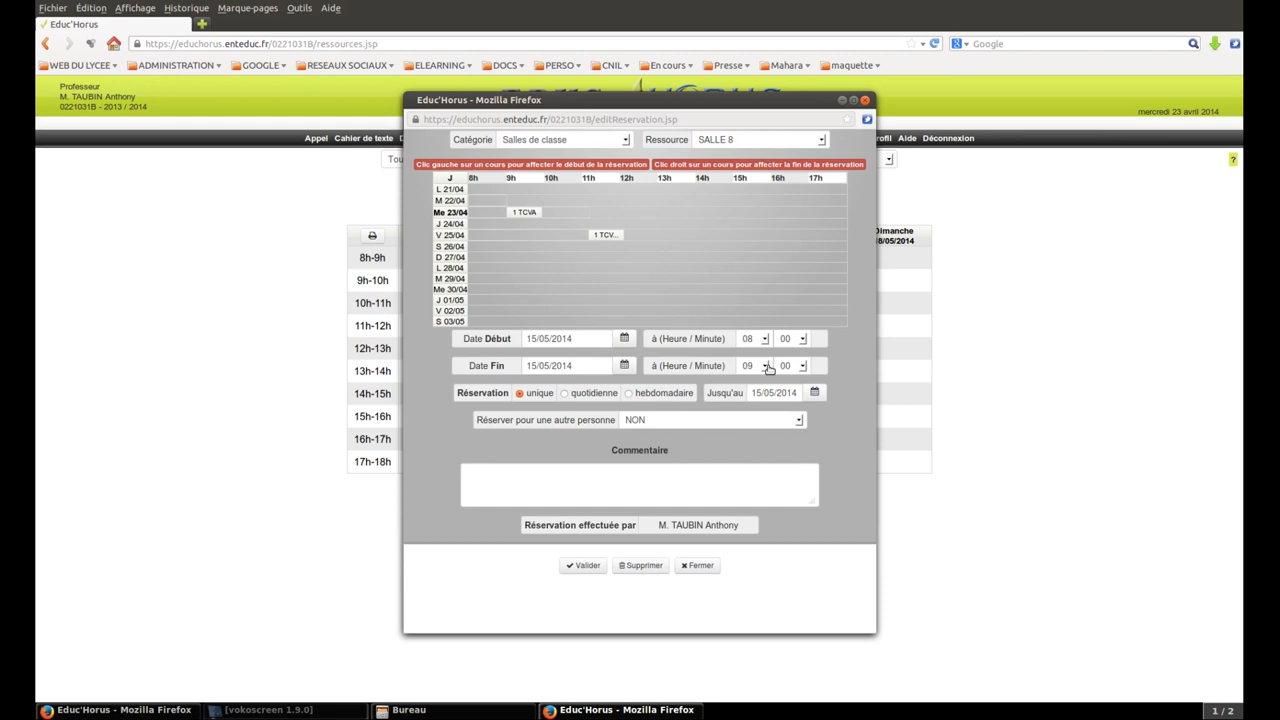 Fichier Édition Affichage Historique Marque-pages Outils Aide
Educ'Horus
https://educhorus.enteduc.fr/0221031B/ressources.jsp
Google
WEB DU LYCEE ADMINISTRATION GOOGLE RESEAUX SOCIAUX ELEARNING DOCS PERSO CNIL En cours Presse Mahara maquette
Professeur
M. TAUBIN Anthony
0221031B - 2013 / 2014
mercredi 23 avril 2014
Appel Cahier de texte
Aide Déconnexion
?
Educ'Horus - Mozilla Firefox
https://educhorus.enteduc.fr/0221031B/editReservation.jsp
Catégorie Salles de classe Ressource SALLE 8
Clic gauche sur un cours pour affecter le début de la réservation Clic droit sur un cours pour affecter la fin de la réservation
J 8h 9h 10h 11h 12h 13h 14h 15h 16h 17h
L 21/04
M 22/04
Me 23/04 1 TCVA
J 24/04
V 25/04 1 TCV...
S 26/04
D 27/04
L 28/04
M 29/04
Me 30/04
J 01/05
V 02/05
S 03/05
Date Début 15/05/2014 à (Heure / Minute) 08 00
Date Fin 15/05/2014 à (Heure / Minute) 09 00
Réservation unique quotidienne hebdomadaire Jusqu'au 15/05/2014
Réserver pour une autre personne NON
Commentaire
Réservation effectuée par M. TAUBIN Anthony
Valider Supprimer Fermer
8h-9h
9h-10h
10h-11h
11h-12h
12h-13h
13h-14h
14h-15h
15h-16h
16h-17h
17h-18h
Educ'Horus - Mozilla Firefox [vokoscreen 1.9.0] Bureau Educ'Horus - Mozilla Firefox 1 / 2